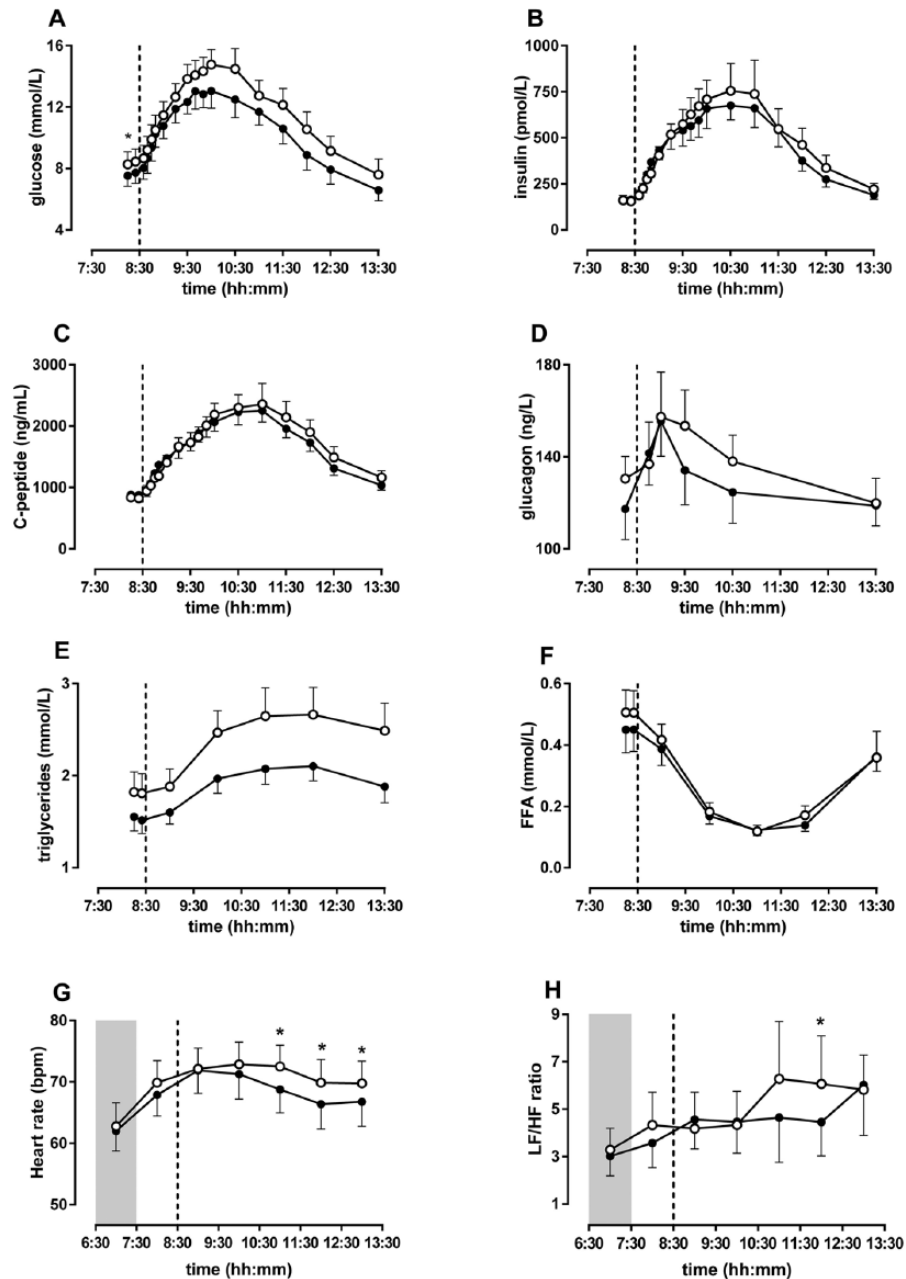 A
glucose (mmol/L)
16
12
8
4
*
7:30 8:30 9:30 10:30 11:30 12:30 13:30
time (hh:mm)
B
insulin (pmol/L)
1000
750
500
250
0
7:30 8:30 9:30 10:30 11:30 12:30 13:30
time (hh:mm)
C
C-peptide (ng/mL)
3000
2000
1000
0
7:30 8:30 9:30 10:30 11:30 12:30 13:30
time (hh:mm)
D
glucagon (ng/L)
180
140
100
7:30 8:30 9:30 10:30 11:30 12:30 13:30
time (hh:mm)
E
triglycerides (mmol/L)
3
2
1
7:30 8:30 9:30 10:30 11:30 12:30 13:30
time (hh:mm)
F
FFA (mmol/L)
0.6
0.4
0.2
0.0
7:30 8:30 9:30 10:30 11:30 12:30 13:30
time (hh:mm)
G
Heart rate (bpm)
80
70
60
50
* * *
6:30 7:30 8:30 9:30 10:30 11:30 12:30 13:30
time (hh:mm)
H
LF/HF ratio
9
7
5
3
1
*
6:30 7:30 8:30 9:30 10:30 11:30 12:30 13:30
time (hh:mm)